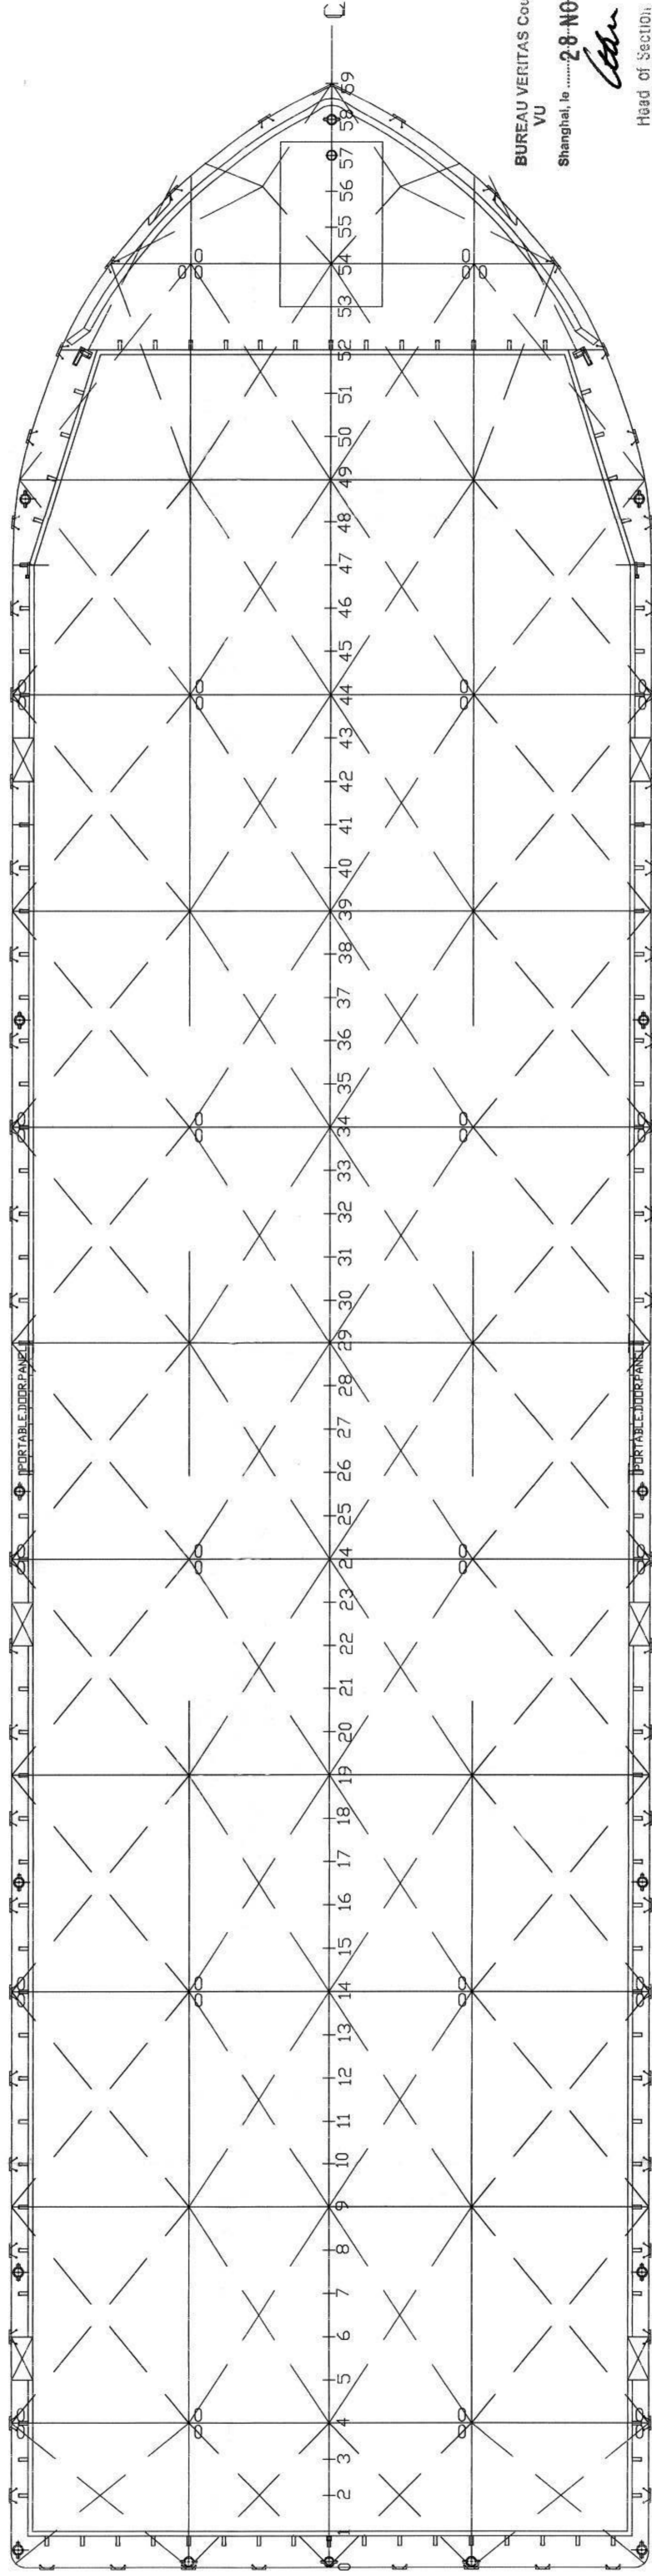 PORTABLE DOOR PANEL
0 1 2 3 4 5 6 7 8 9 10 11 12 13 14 15 16 17 18 19 20 21 22 23 24 25 26 27 28 29 30 31 32 33 34 35 36 37 38 39 40 41 42 43 44 45 46 47 48 49 50 51 52 53 54 55 56 57 58 59 ℄
PORTABLE DOOR PANEL
BUREAU VERITAS Cou
VU
Shanghai, le ........28 NO
Head of Section